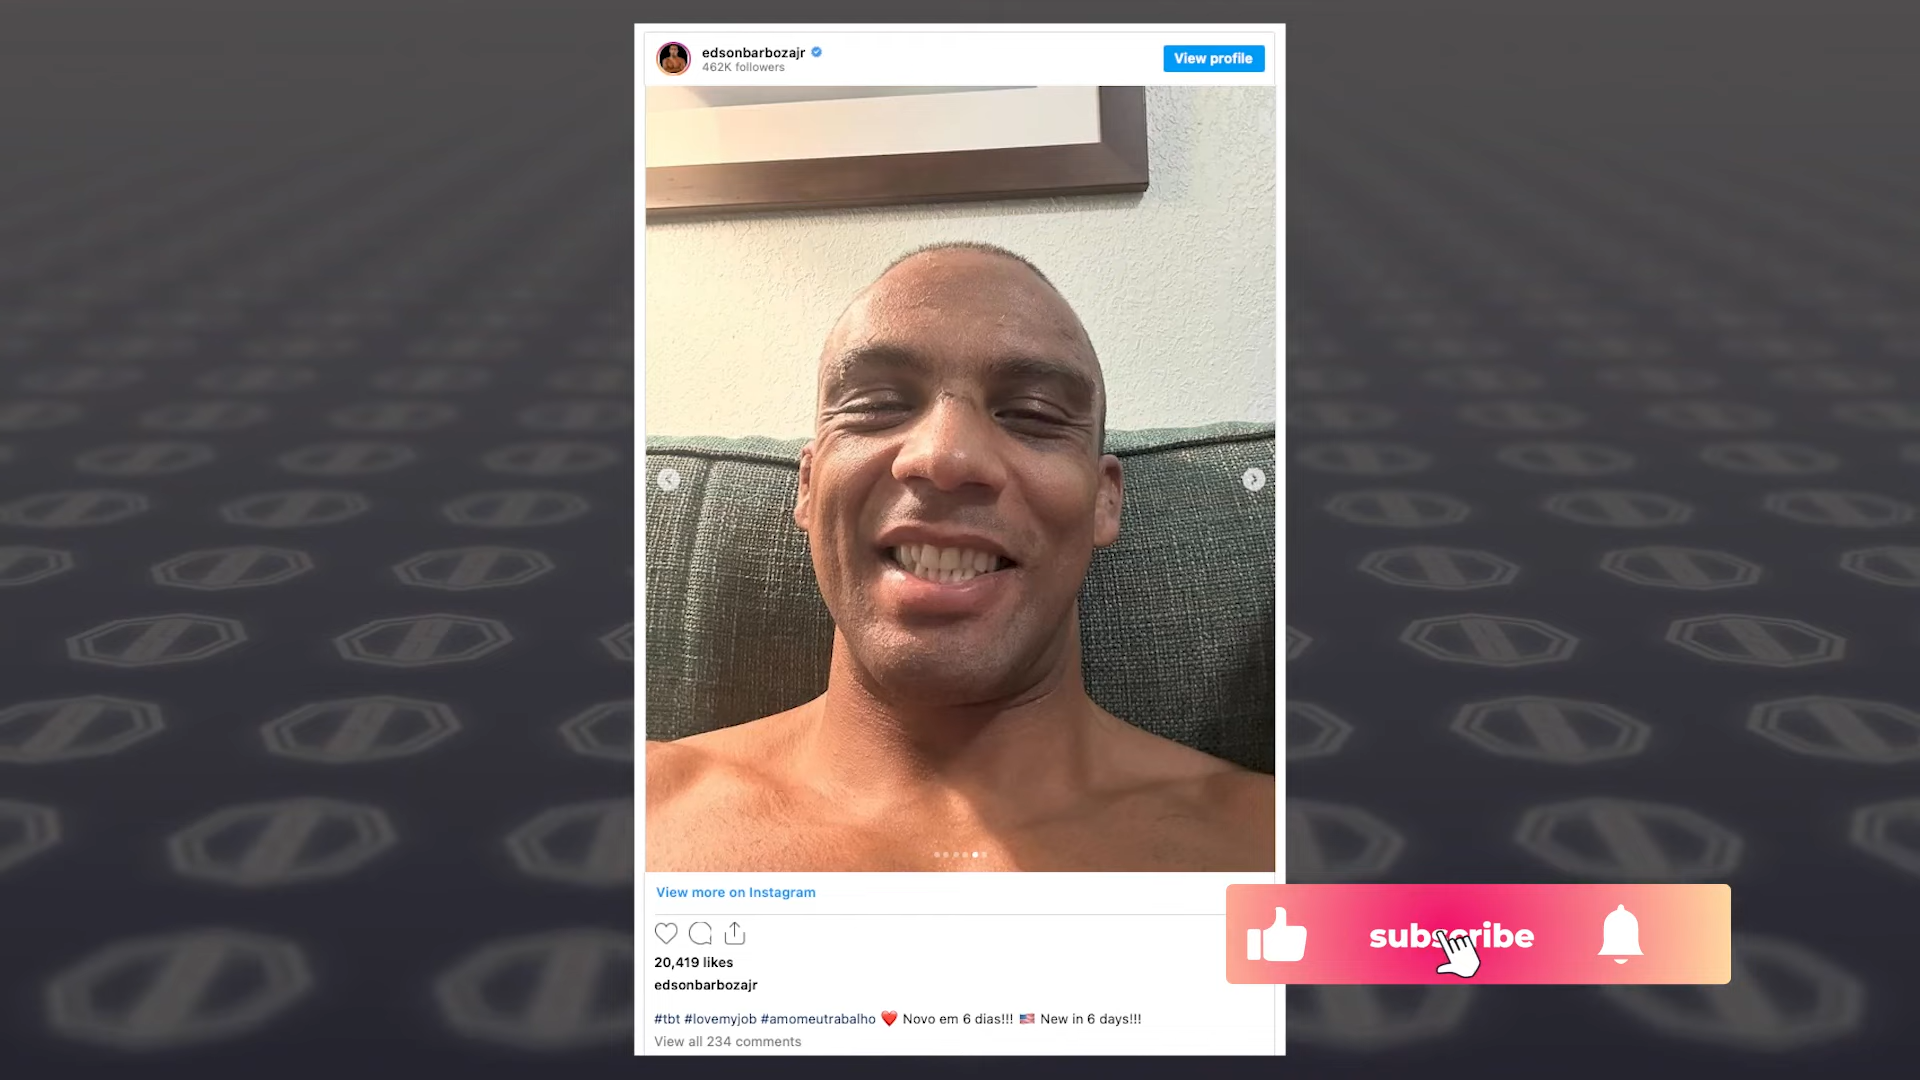 edsonbarbozajr
462K followers
View profile
View more on Instagram
subscribe
20,419 likes
edsonbarbozajr
#tbt #lovemyjob #amomeutrabalho ❤️ Novo em 6 dias!!! 🇺🇸 New in 6 days!!!
View all 234 comments